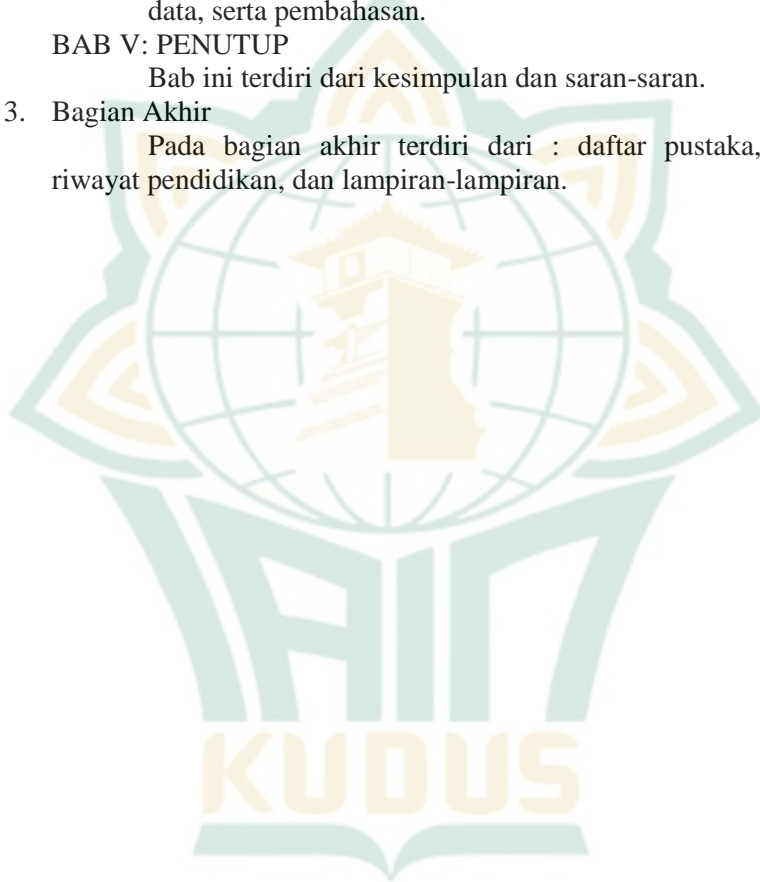 data, serta pembahasan.
BAB V: PENUTUP
Bab ini terdiri dari kesimpulan dan saran-saran.
3. Bagian Akhir
Pada bagian akhir terdiri dari : daftar pustaka,
riwayat pendidikan, dan lampiran-lampiran.
IAIN
KUDUS